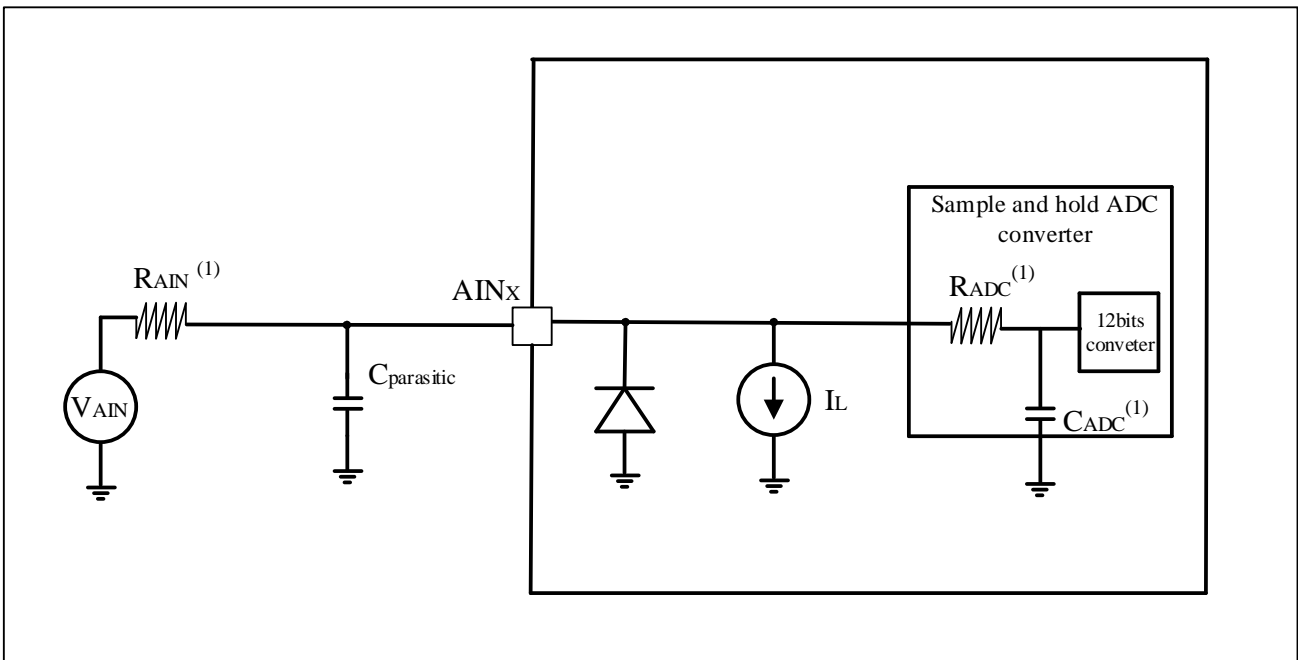 Sample and hold ADC
converter
RAIN (1)
AINX
RADC(1)
12bits
conveter
Cparasitic
VAIN
IL
CADC(1)